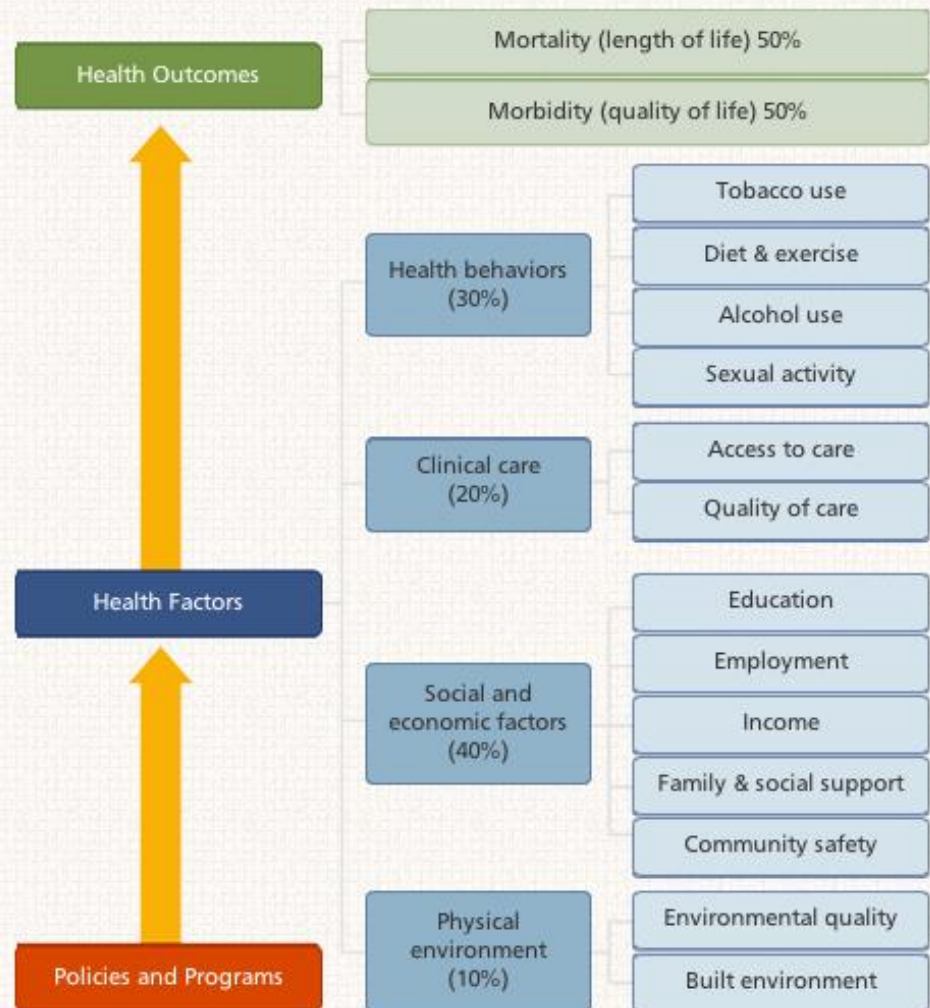 Health Outcomes
Mortality (length of life) 50%
Morbidity (quality of life) 50%
Health behaviors
(30%)
Tobacco use
Diet & exercise
Alcohol use
Sexual activity
Clinical care
(20%)
Access to care
Quality of care
Health Factors
Social and
economic factors
(40%)
Education
Employment
Income
Family & social support
Community safety
Physical
environment
(10%)
Environmental quality
Built environment
Policies and Programs